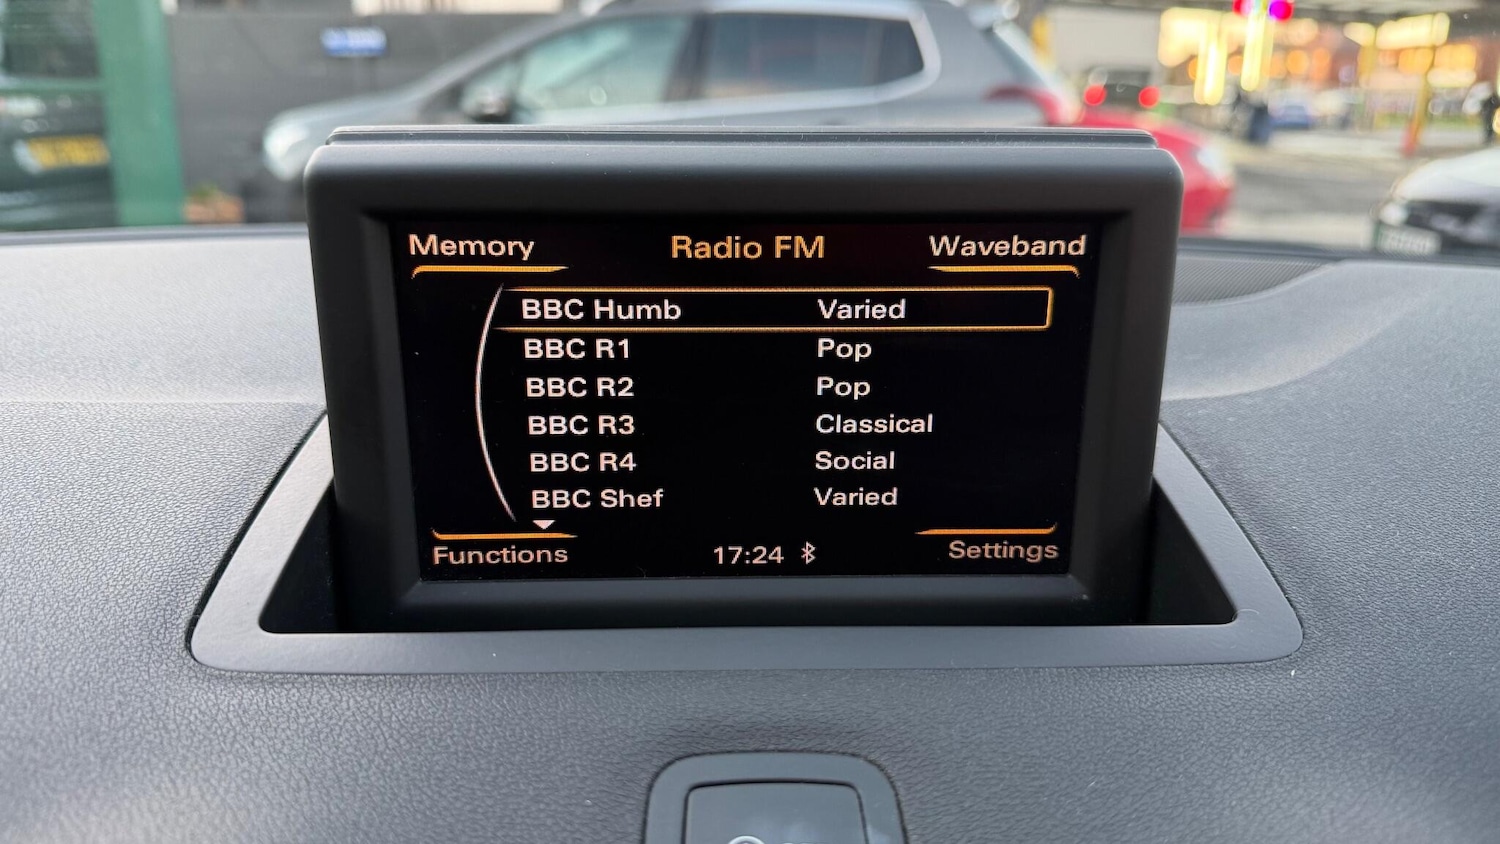 Memory Radio FM Waveband
BBC Humb Varied
BBC R1 Pop
BBC R2 Pop
BBC R3 Classical
BBC R4 Social
BBC Shef Varied
Functions 17:24 Settings